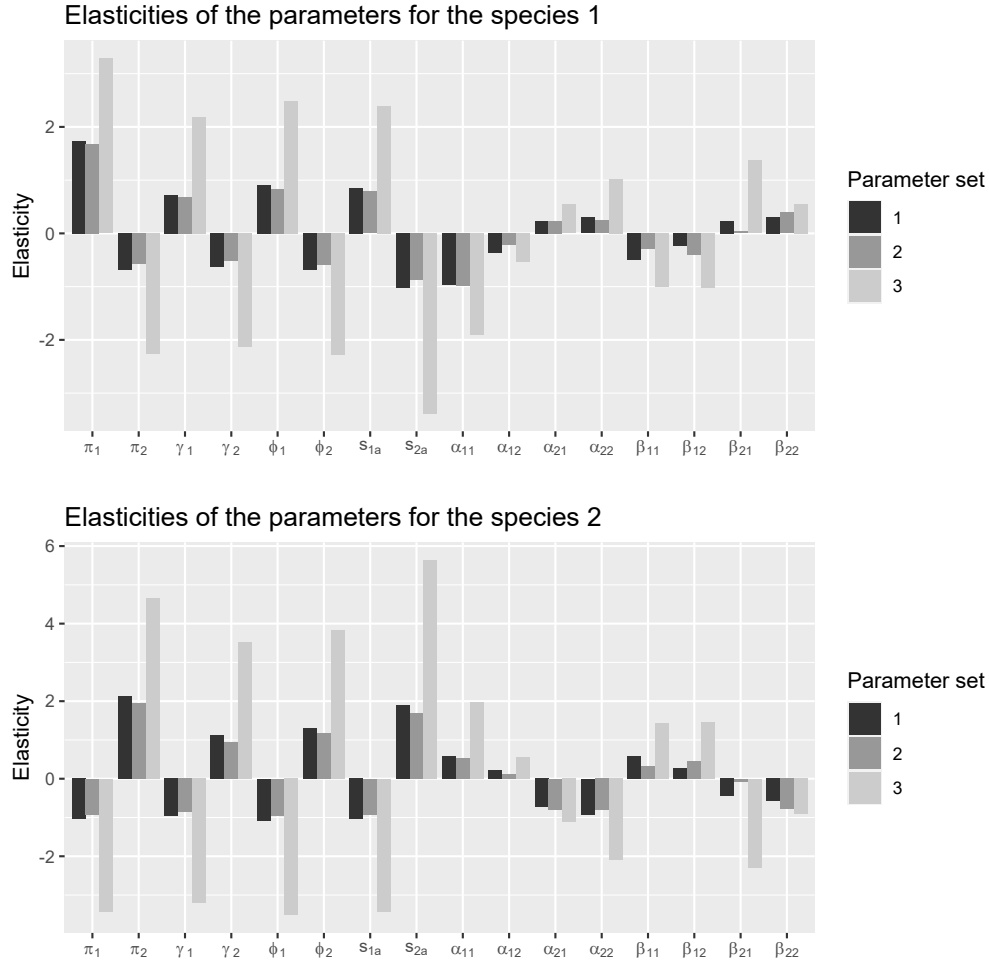 Elasticities of the parameters for the species 1
Elasticity
2
0
-2
π1 π2 γ1 γ2 ϕ1 ϕ2 s1a s2a α11 α12 α21 α22 β11 β12 β21 β22
Parameter set
1
2
3
Elasticities of the parameters for the species 2
Elasticity
6
4
2
0
-2
π1 π2 γ1 γ2 ϕ1 ϕ2 s1a s2a α11 α12 α21 α22 β11 β12 β21 β22
Parameter set
1
2
3